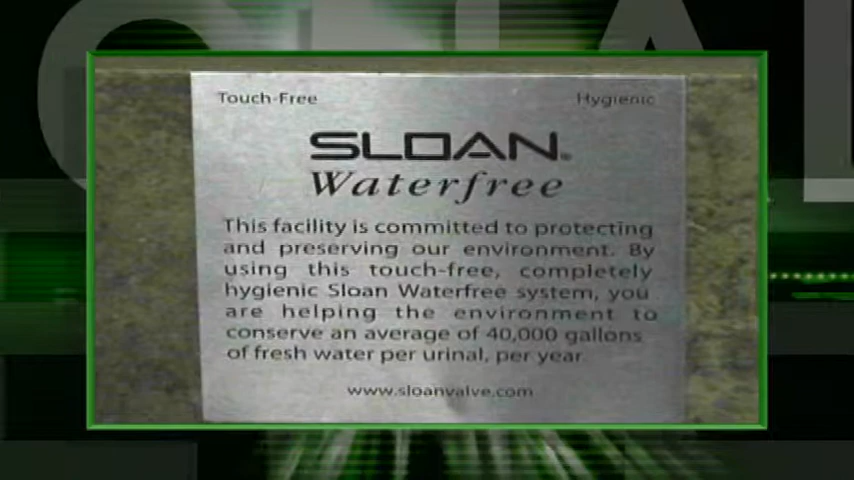 Touch-Free Hygienic
SLOAN®
Waterfree
This facility is committed to protecting
and preserving our environment. By
using this touch-free, completely
hygienic Sloan Waterfree system, you
are helping the environment to
conserve an average of 40,000 gallons
of fresh water per urinal, per year
www.sloanvalve.com